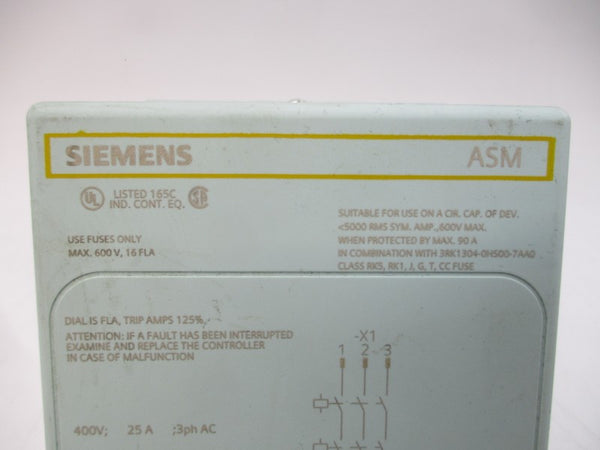 SIEMENS ASM
UL LISTED 165C
IND. CONT. EQ.
USE FUSES ONLY
MAX. 600 V, 16 FLA
SUITABLE FOR USE ON A CIR. CAP. OF DEV.
<5000 RMS SYM. AMP.,600V MAX.
WHEN PROTECTED BY MAX. 90 A
IN COMBINATION WITH 3RK1304-0HS00-7AA0
CLASS RK5, RK1, J, G, T, CC FUSE
DIAL IS FLA, TRIP AMPS 125%,
ATTENTION: IF A FAULT HAS BEEN INTERRUPTED
EXAMINE AND REPLACE THE CONTROLLER
IN CASE OF MALFUNCTION
-X1
1 2 3
400V; 25 A ;3ph AC